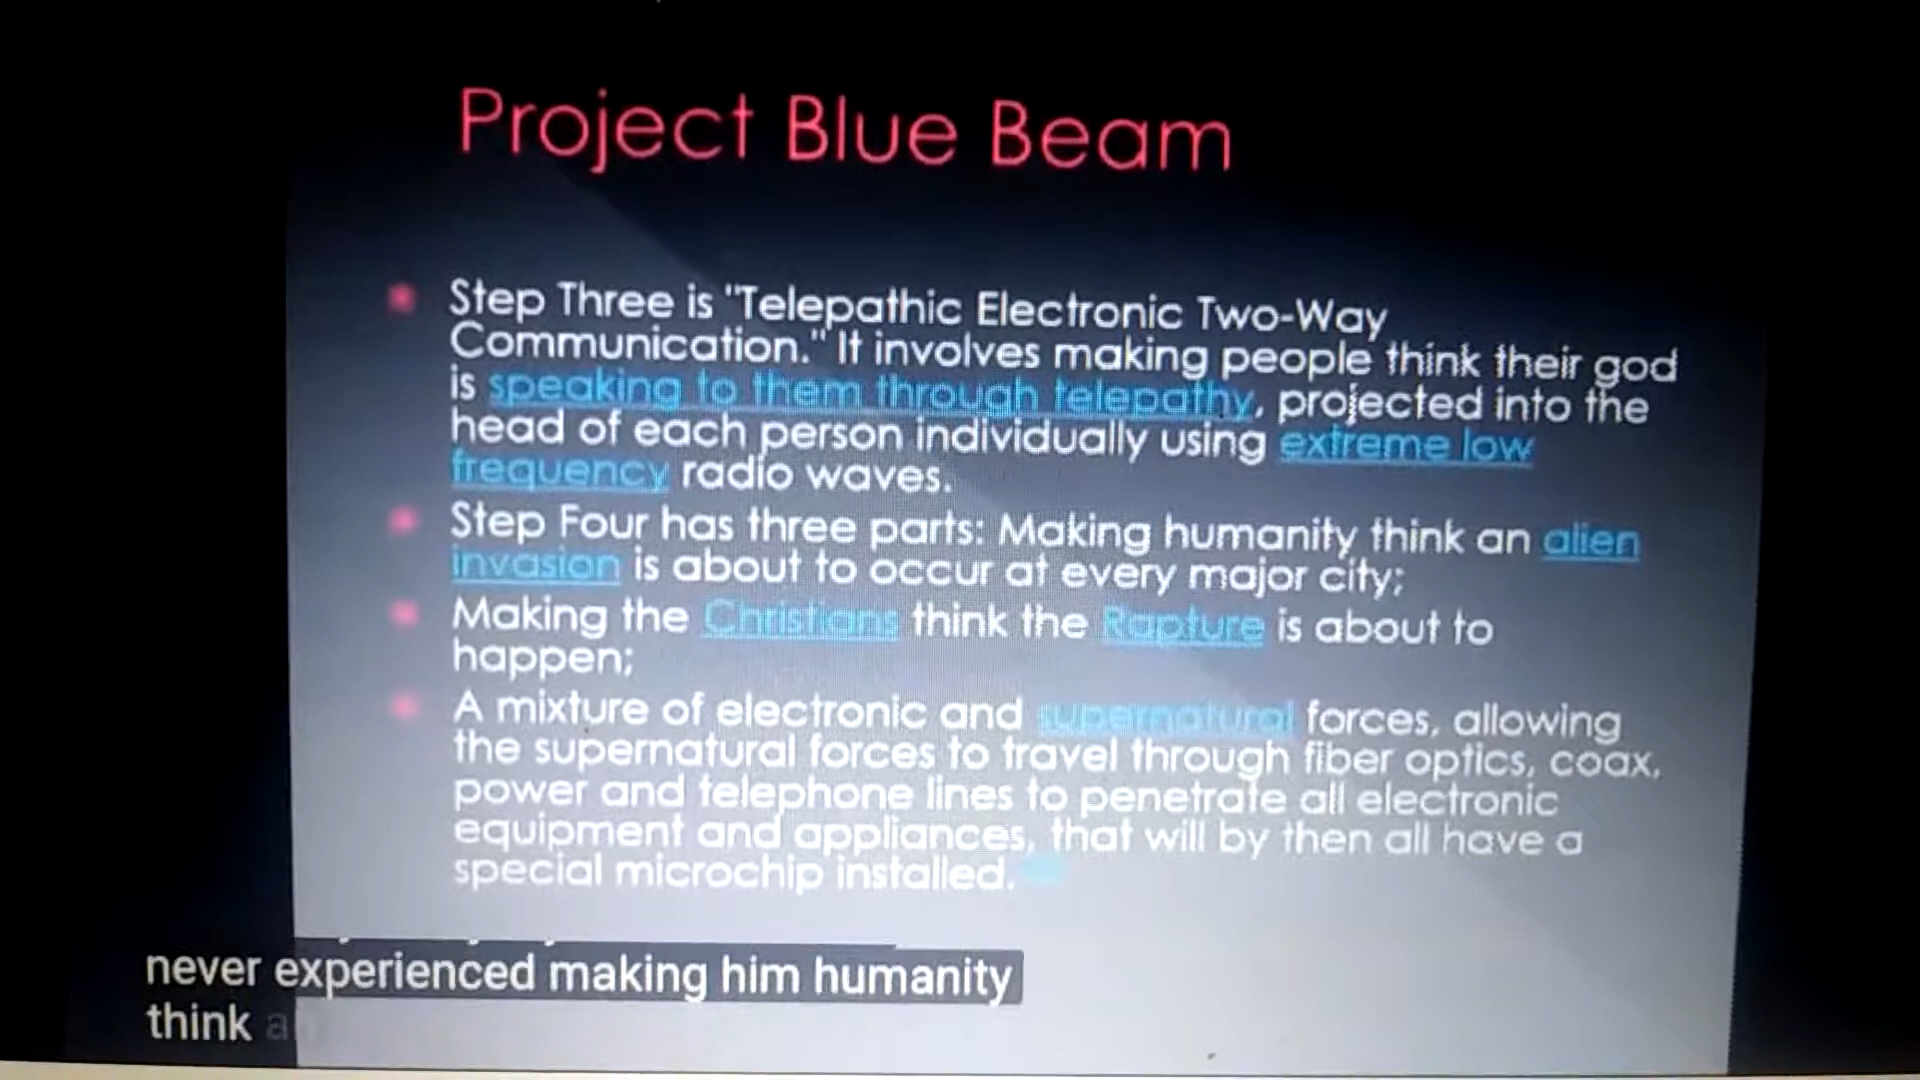 Project Blue Beam
Step Three is "Telepathic Electronic Two-Way
Communication." It involves making people think their god
is speaking to them through telepathy, projected into the
head of each person individually using extreme low
frequency radio waves.
Step Four has three parts: Making humanity think an alien
invasion is about to occur at every major city;
Making the Christians think the Rapture is about to
happen;
A mixture of electronic and supernatural forces, allowing
the supernatural forces to travel through fiber optics, coax,
power and telephone lines to penetrate all electronic
equipment and appliances, that will by then all have a
special microchip installed.
never experienced making him humanity
think